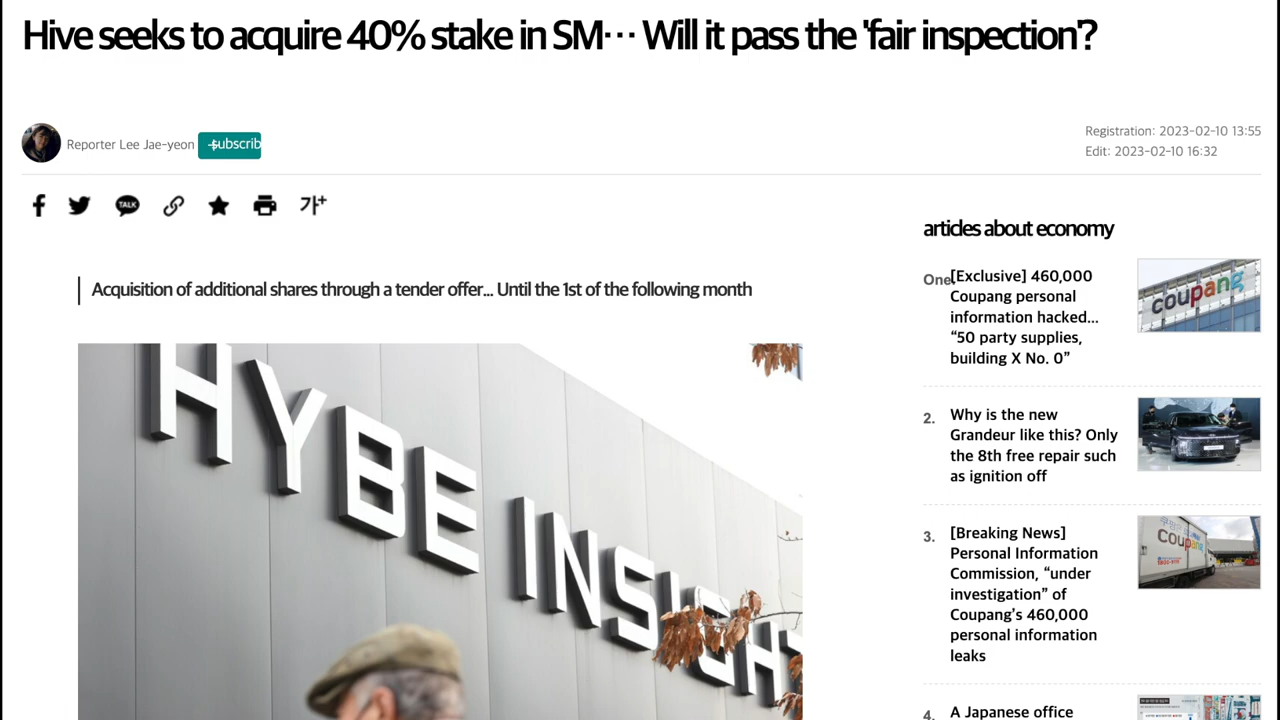 Hive seeks to acquire 40% stake in SM… Will it pass the 'fair inspection'?
Reporter Lee Jae-yeon
+subscrib
Registration: 2023-02-10 13:55
Edit: 2023-02-10 16:32
TALK
가+
Acquisition of additional shares through a tender offer... Until the 1st of the following month
HYBE INSIGHT
articles about economy
One.
[Exclusive] 460,000
Coupang personal
information hacked...
“50 party supplies,
building X No. 0”
coupang
2.
Why is the new
Grandeur like this? Only
the 8th free repair such
as ignition off
3.
[Breaking News]
Personal Information
Commission, “under
investigation” of
Coupang’s 460,000
personal information
leaks
coupang
4.
A Japanese office